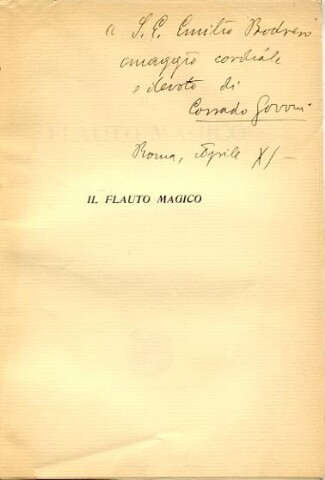 a S. E. Emilio Bodrero
omaggio cordiale
e devoto di
Corrado Govoni
Roma, Aprile XI
IL FLAUTO MAGICO